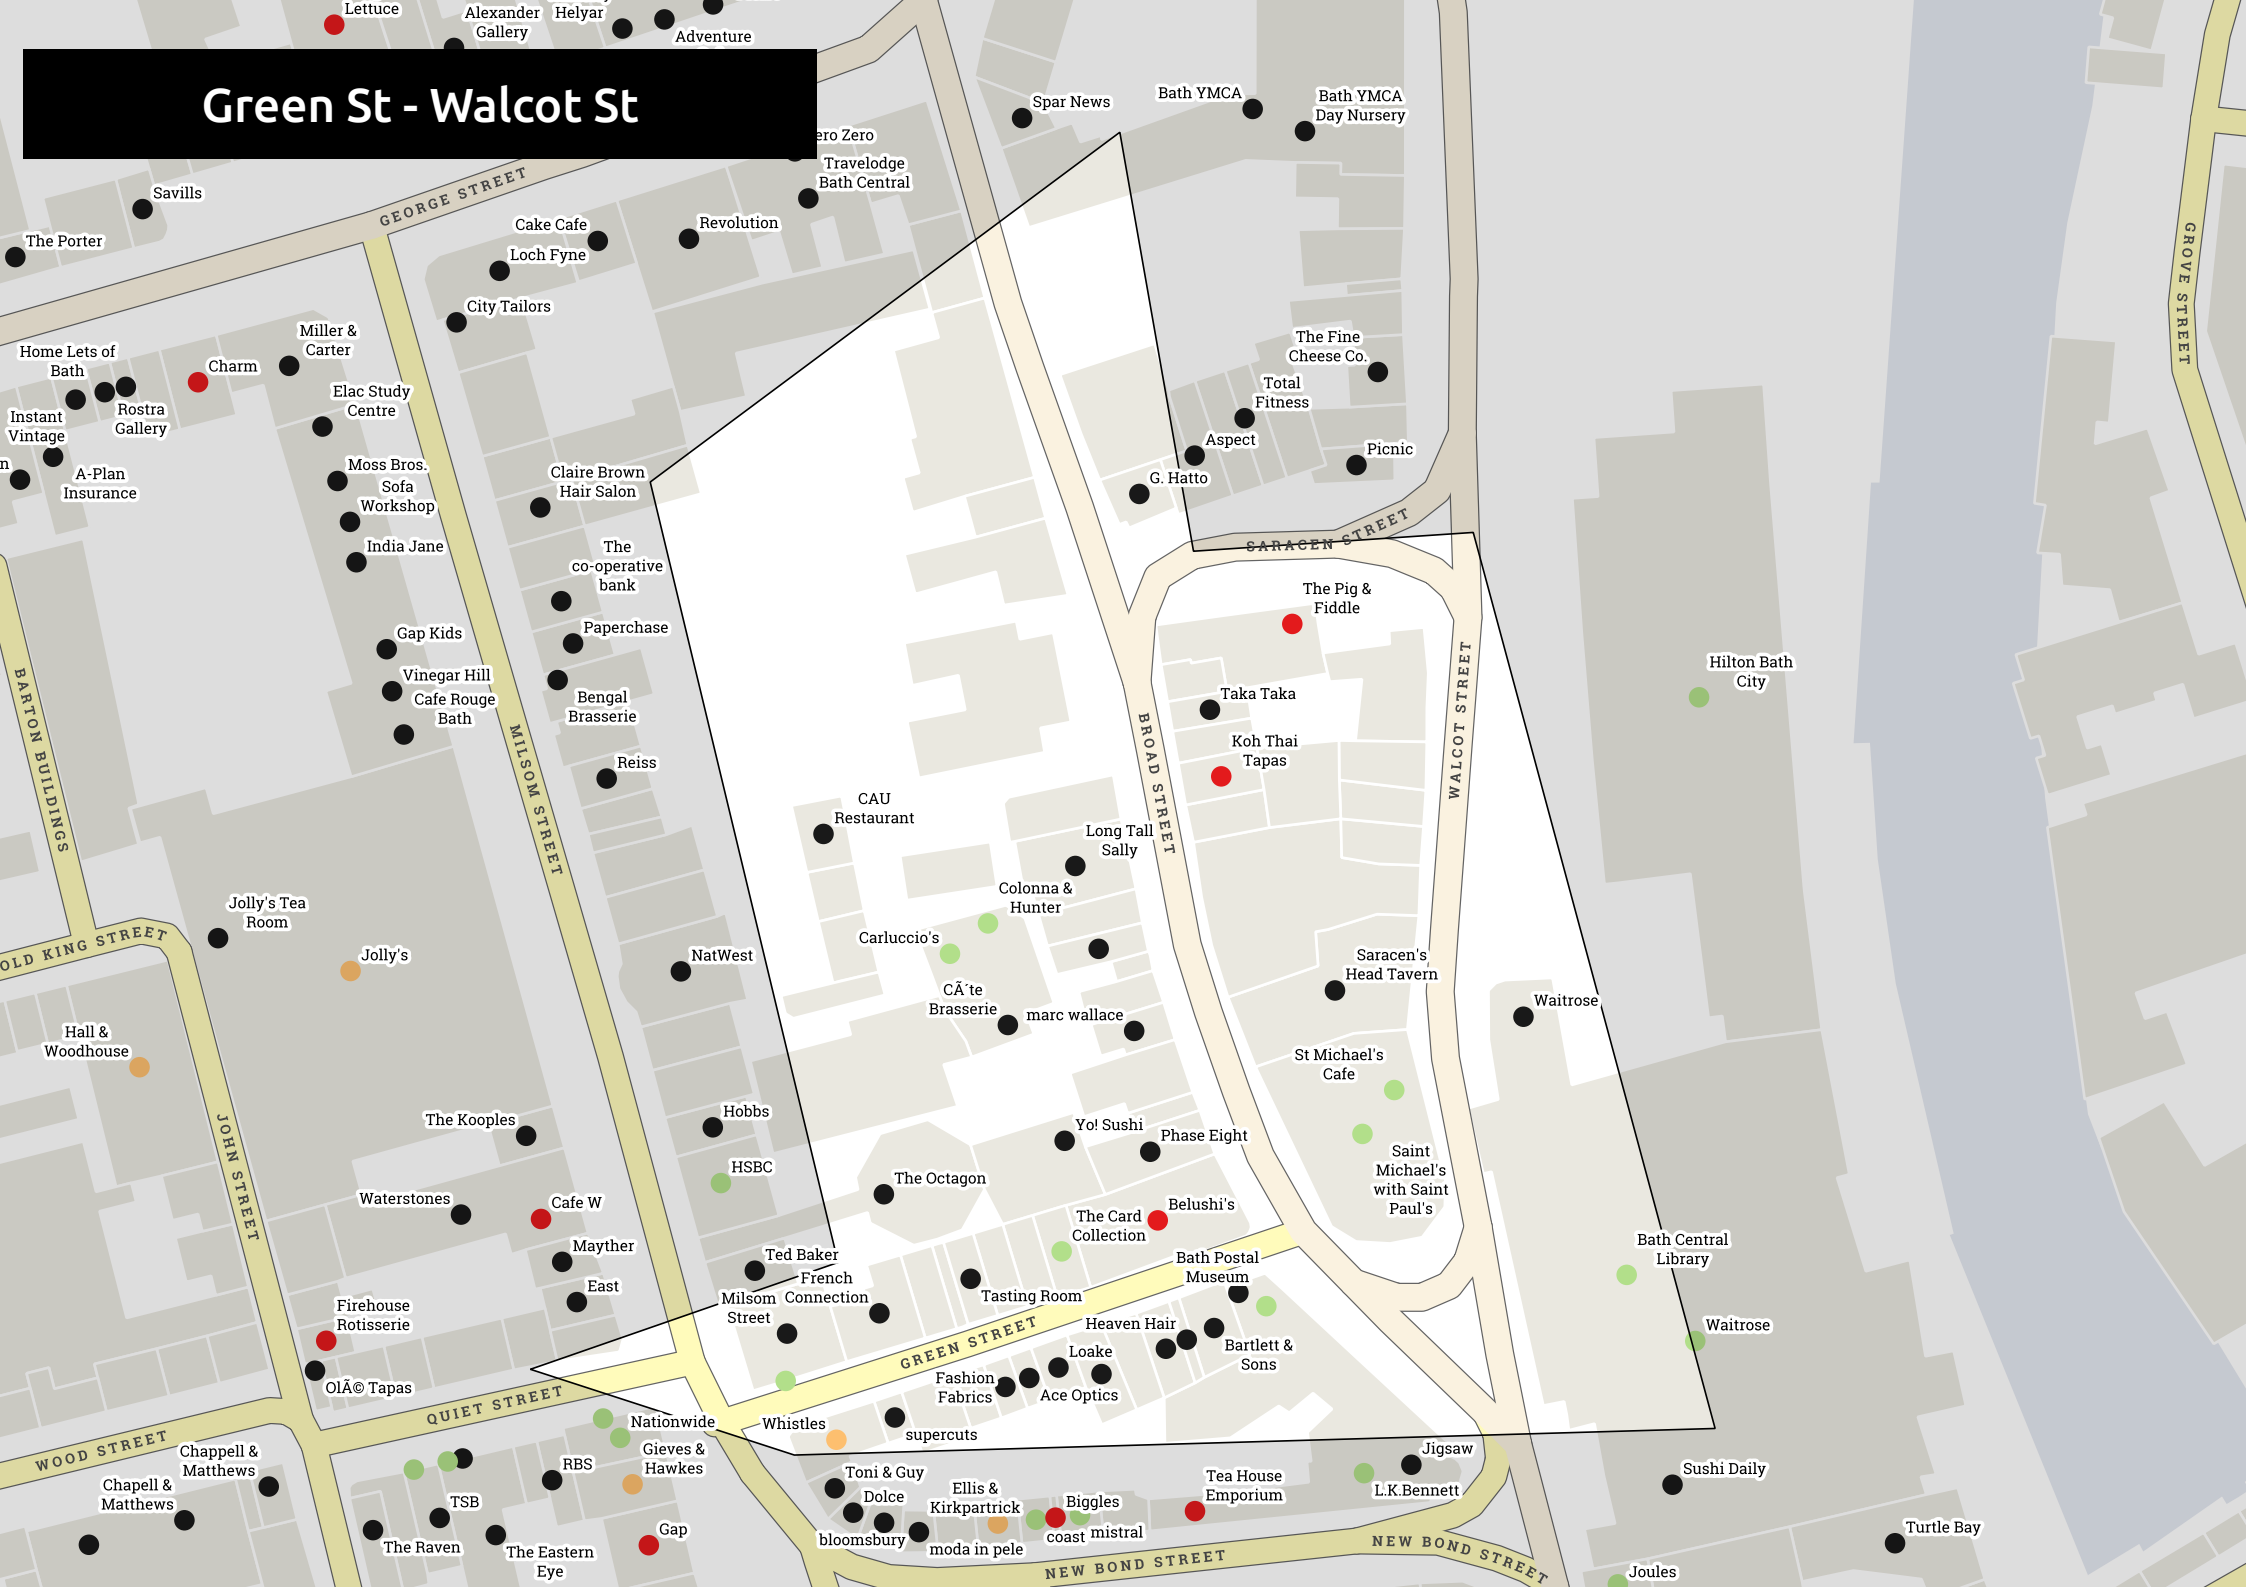 Lettuce
Alexander
Gallery
Helyar
Adventure
Green St - Walcot St
ero Zero
Travelodge
Bath Central
Spar News
Bath YMCA
Bath YMCA
Day Nursery
Savills
GEORGE STREET
The Porter
Cake Cafe
Revolution
Loch Fyne
City Tailors
GROVE STREET
Miller &
Carter
Home Lets of
Bath
Charm
Rostra
Gallery
Instant
Vintage
Elac Study
Centre
A-Plan
Insurance
n
Moss Bros.
Sofa
Workshop
India Jane
Claire Brown
Hair Salon
The Fine
Cheese Co.
Total
Fitness
Aspect
Picnic
G. Hatto
SARACEN STREET
The
co-operative
bank
Paperchase
Gap Kids
Vinegar Hill
Cafe Rouge
Bath
Bengal
Brasserie
Reiss
BARTON BUILDINGS
MILSOM STREET
The Pig &
Fiddle
Taka Taka
Koh Thai
Tapas
BROAD STREET
WALCOT STREET
Hilton Bath
City
CAU
Restaurant
Long Tall
Sally
Colonna &
Hunter
Carluccio's
CÃ´te
Brasserie
marc wallace
Saracen's
Head Tavern
Waitrose
Jolly's Tea
Room
OLD KING STREET
Jolly's
NatWest
Hall &
Woodhouse
St Michael's
Cafe
Saint
Michael's
with Saint
Paul's
Hobbs
The Kooples
HSBC
Yo! Sushi
Phase Eight
The Octagon
JOHN STREET
Waterstones
Cafe W
Mayther
East
Belushi's
The Card
Collection
Bath Postal
Museum
Bath Central
Library
Waitrose
Ted Baker
French
Connection
Milsom
Street
Tasting Room
Firehouse
Rotisserie
OlÃ© Tapas
GREEN STREET
Heaven Hair
Bartlett &
Sons
Loake
Fashion
Fabrics
Ace Optics
QUIET STREET
Nationwide
Whistles
supercuts
WOOD STREET
Chappell &
Matthews
Chapell &
Matthews
Gieves &
Hawkes
RBS
TSB
The Raven
The Eastern
Eye
Gap
Toni & Guy
Dolce
bloomsbury
moda in pele
Ellis &
Kirkpartrick
Biggles
coast
mistral
Tea House
Emporium
Jigsaw
L.K.Bennett
Sushi Daily
Turtle Bay
NEW BOND STREET
NEW BOND STREET
Joules